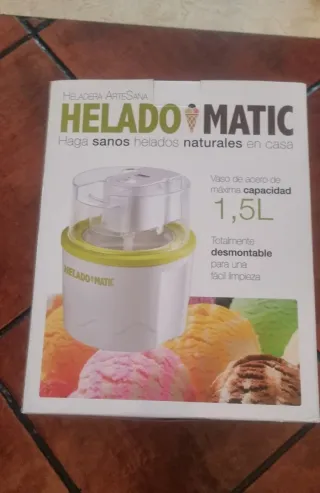 HELADERA ARTESANA
HELADO MATIC
Haga sanos helados naturales en casa
Vaso de acero de
máxima capacidad
1,5L
Totalmente
desmontable
para una
fácil limpieza
HELADO MATIC